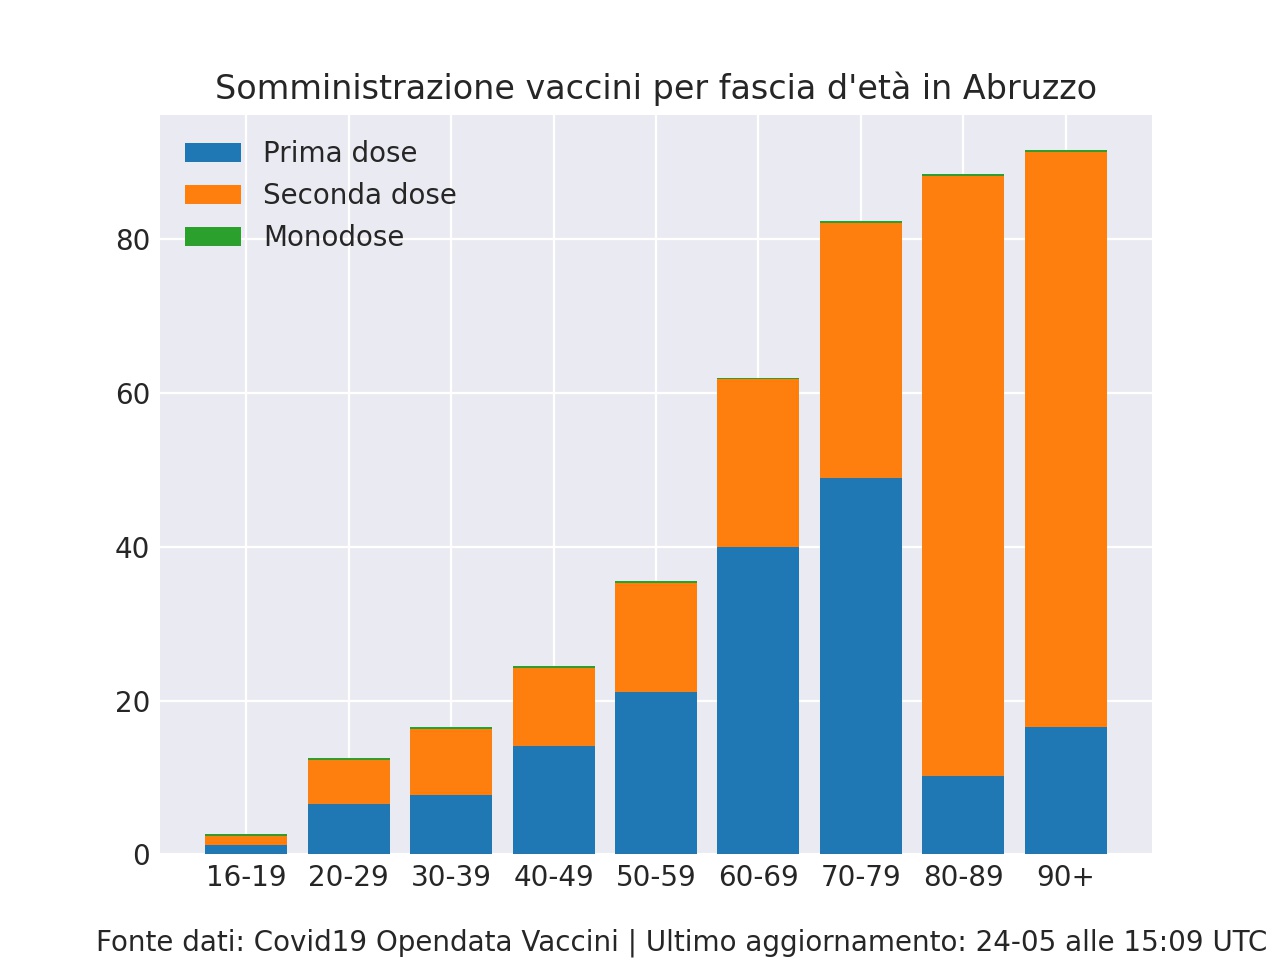 Somministrazione vaccini per fascia d'età in Abruzzo
Prima dose
Seconda dose
Monodose
80
60
40
20
0
16-19 20-29 30-39 40-49 50-59 60-69 70-79 80-89 90+
Fonte dati: Covid19 Opendata Vaccini | Ultimo aggiornamento: 24-05 alle 15:09 UTC